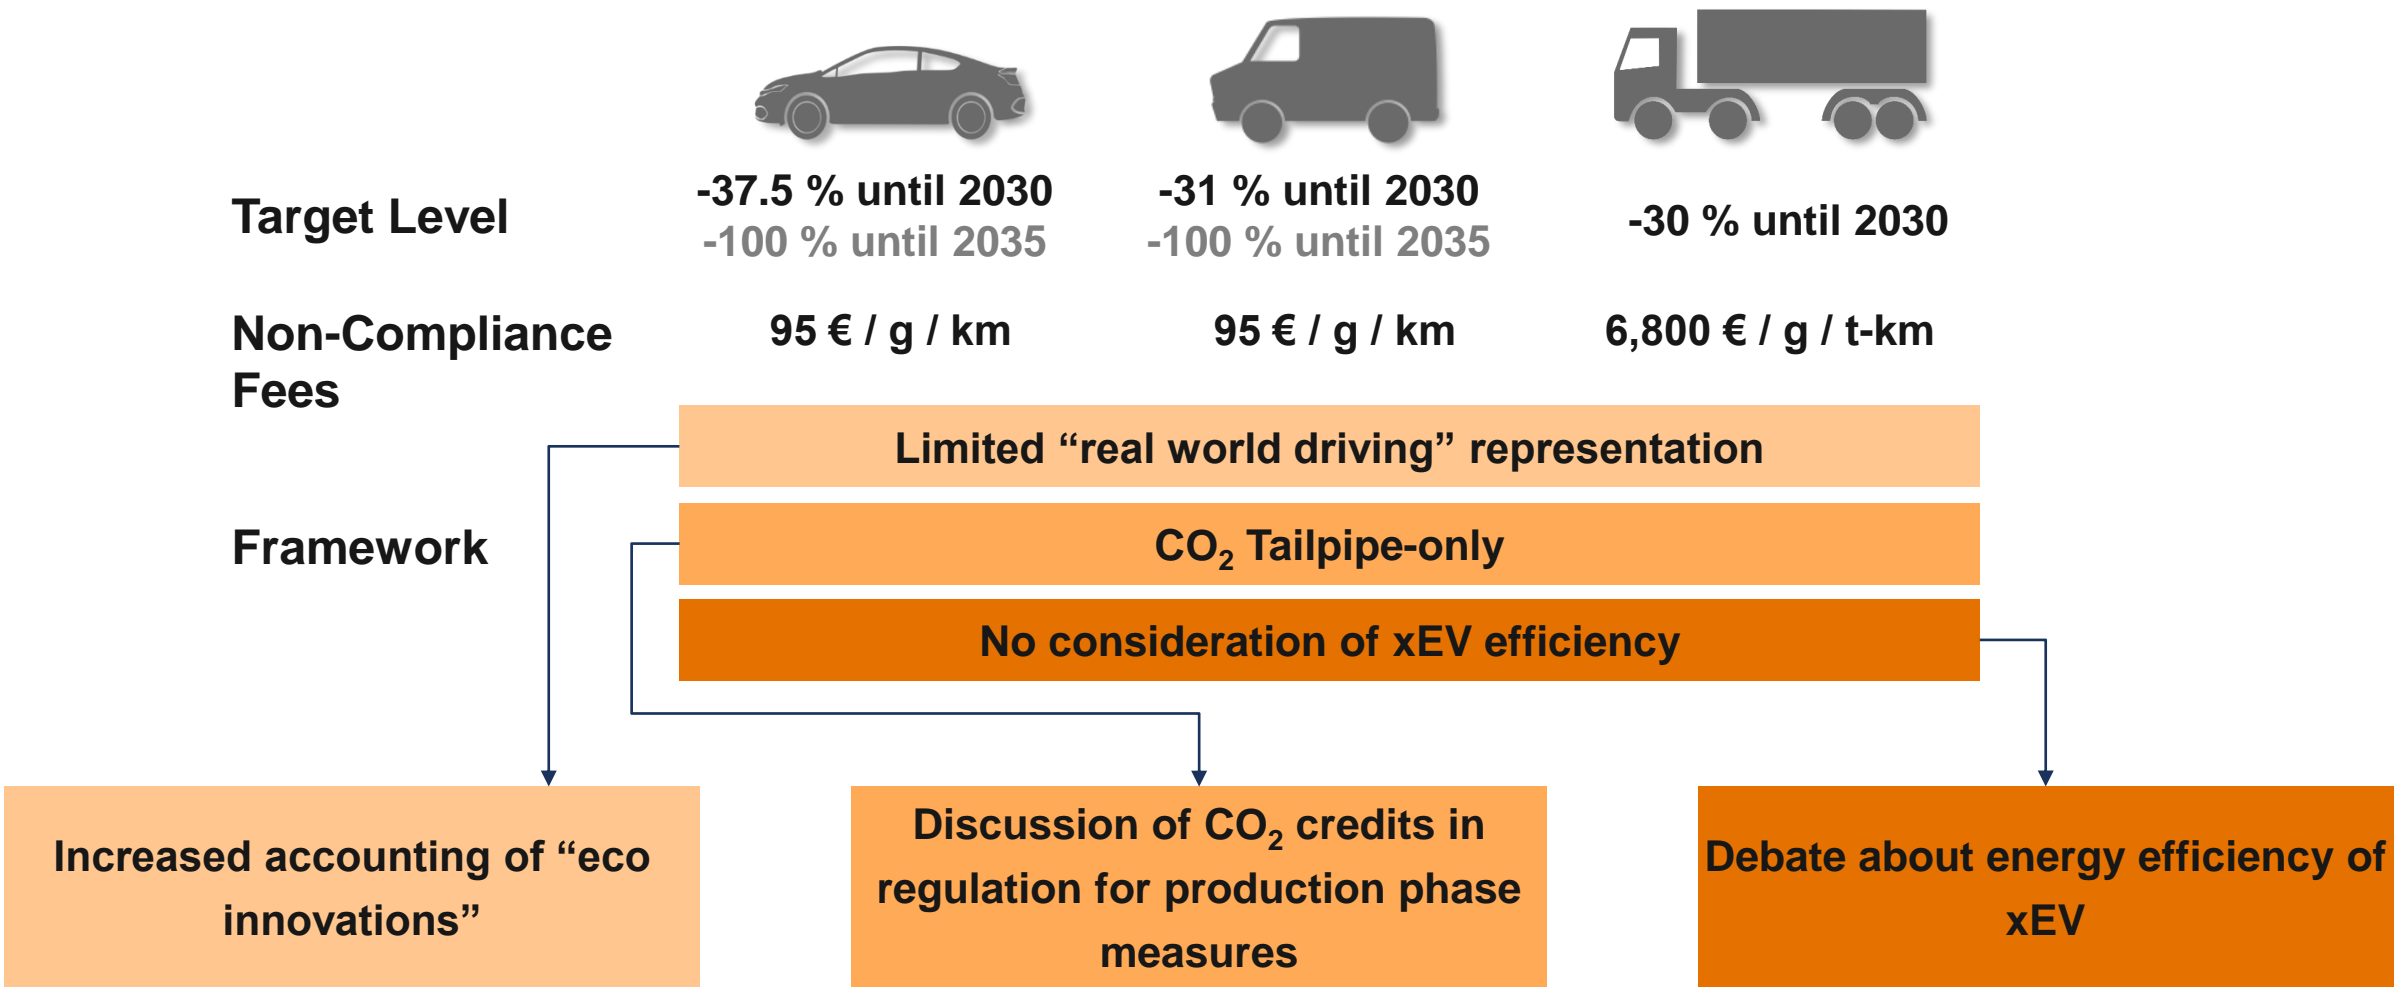 Target Level
-37.5 % until 2030
-100 % until 2035
-31 % until 2030
-100 % until 2035
-30 % until 2030
Non-Compliance
Fees
95 € / g / km
95 € / g / km
6,800 € / g / t-km
Framework
Limited “real world driving” representation
CO₂ Tailpipe-only
No consideration of xEV efficiency
Increased accounting of “eco
innovations”
Discussion of CO₂ credits in
regulation for production phase
measures
Debate about energy efficiency of
xEV